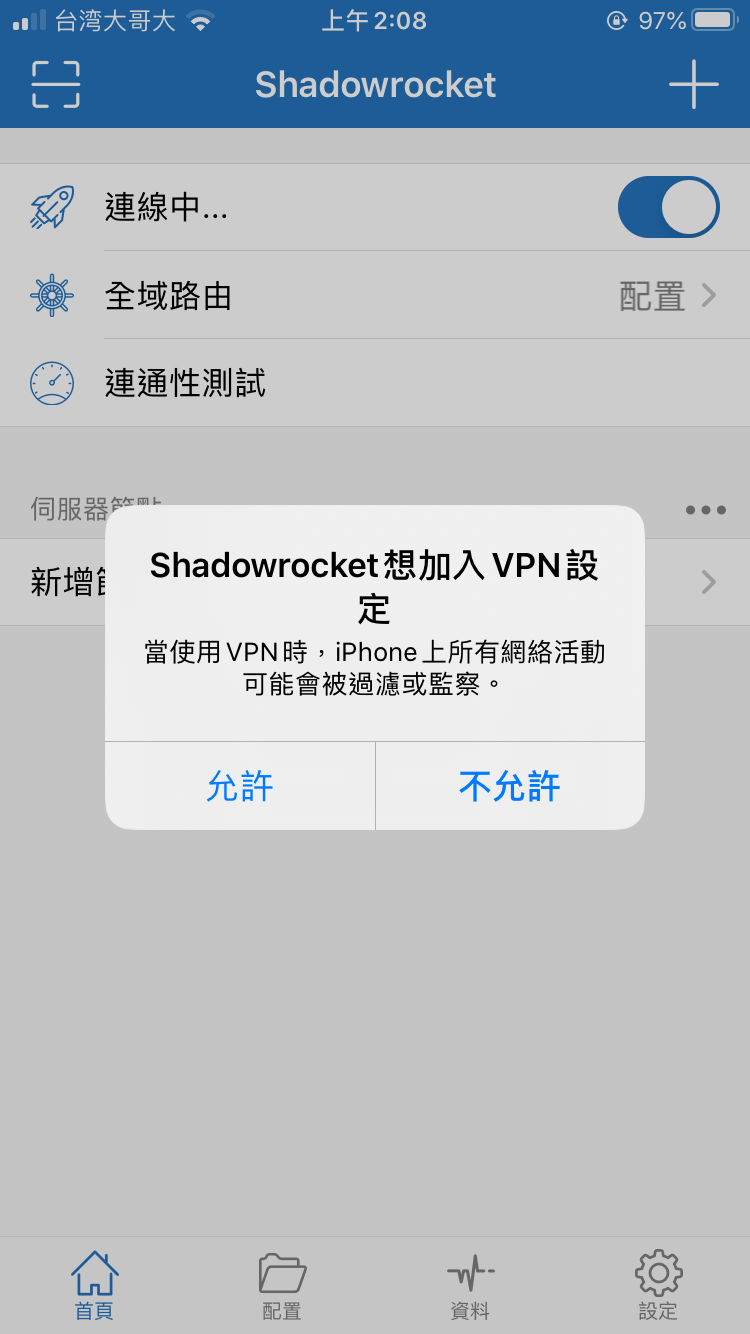 台湾大哥大
上午2:08
97%
Shadowrocket
連線中...
全域路由
配置
連通性測試
伺服器
新增
Shadowrocket想加入VPN設
定
當使用VPN時，iPhone上所有網絡活動
可能會被過濾或監察。
允許
不允許
首頁
配置
資料
設定